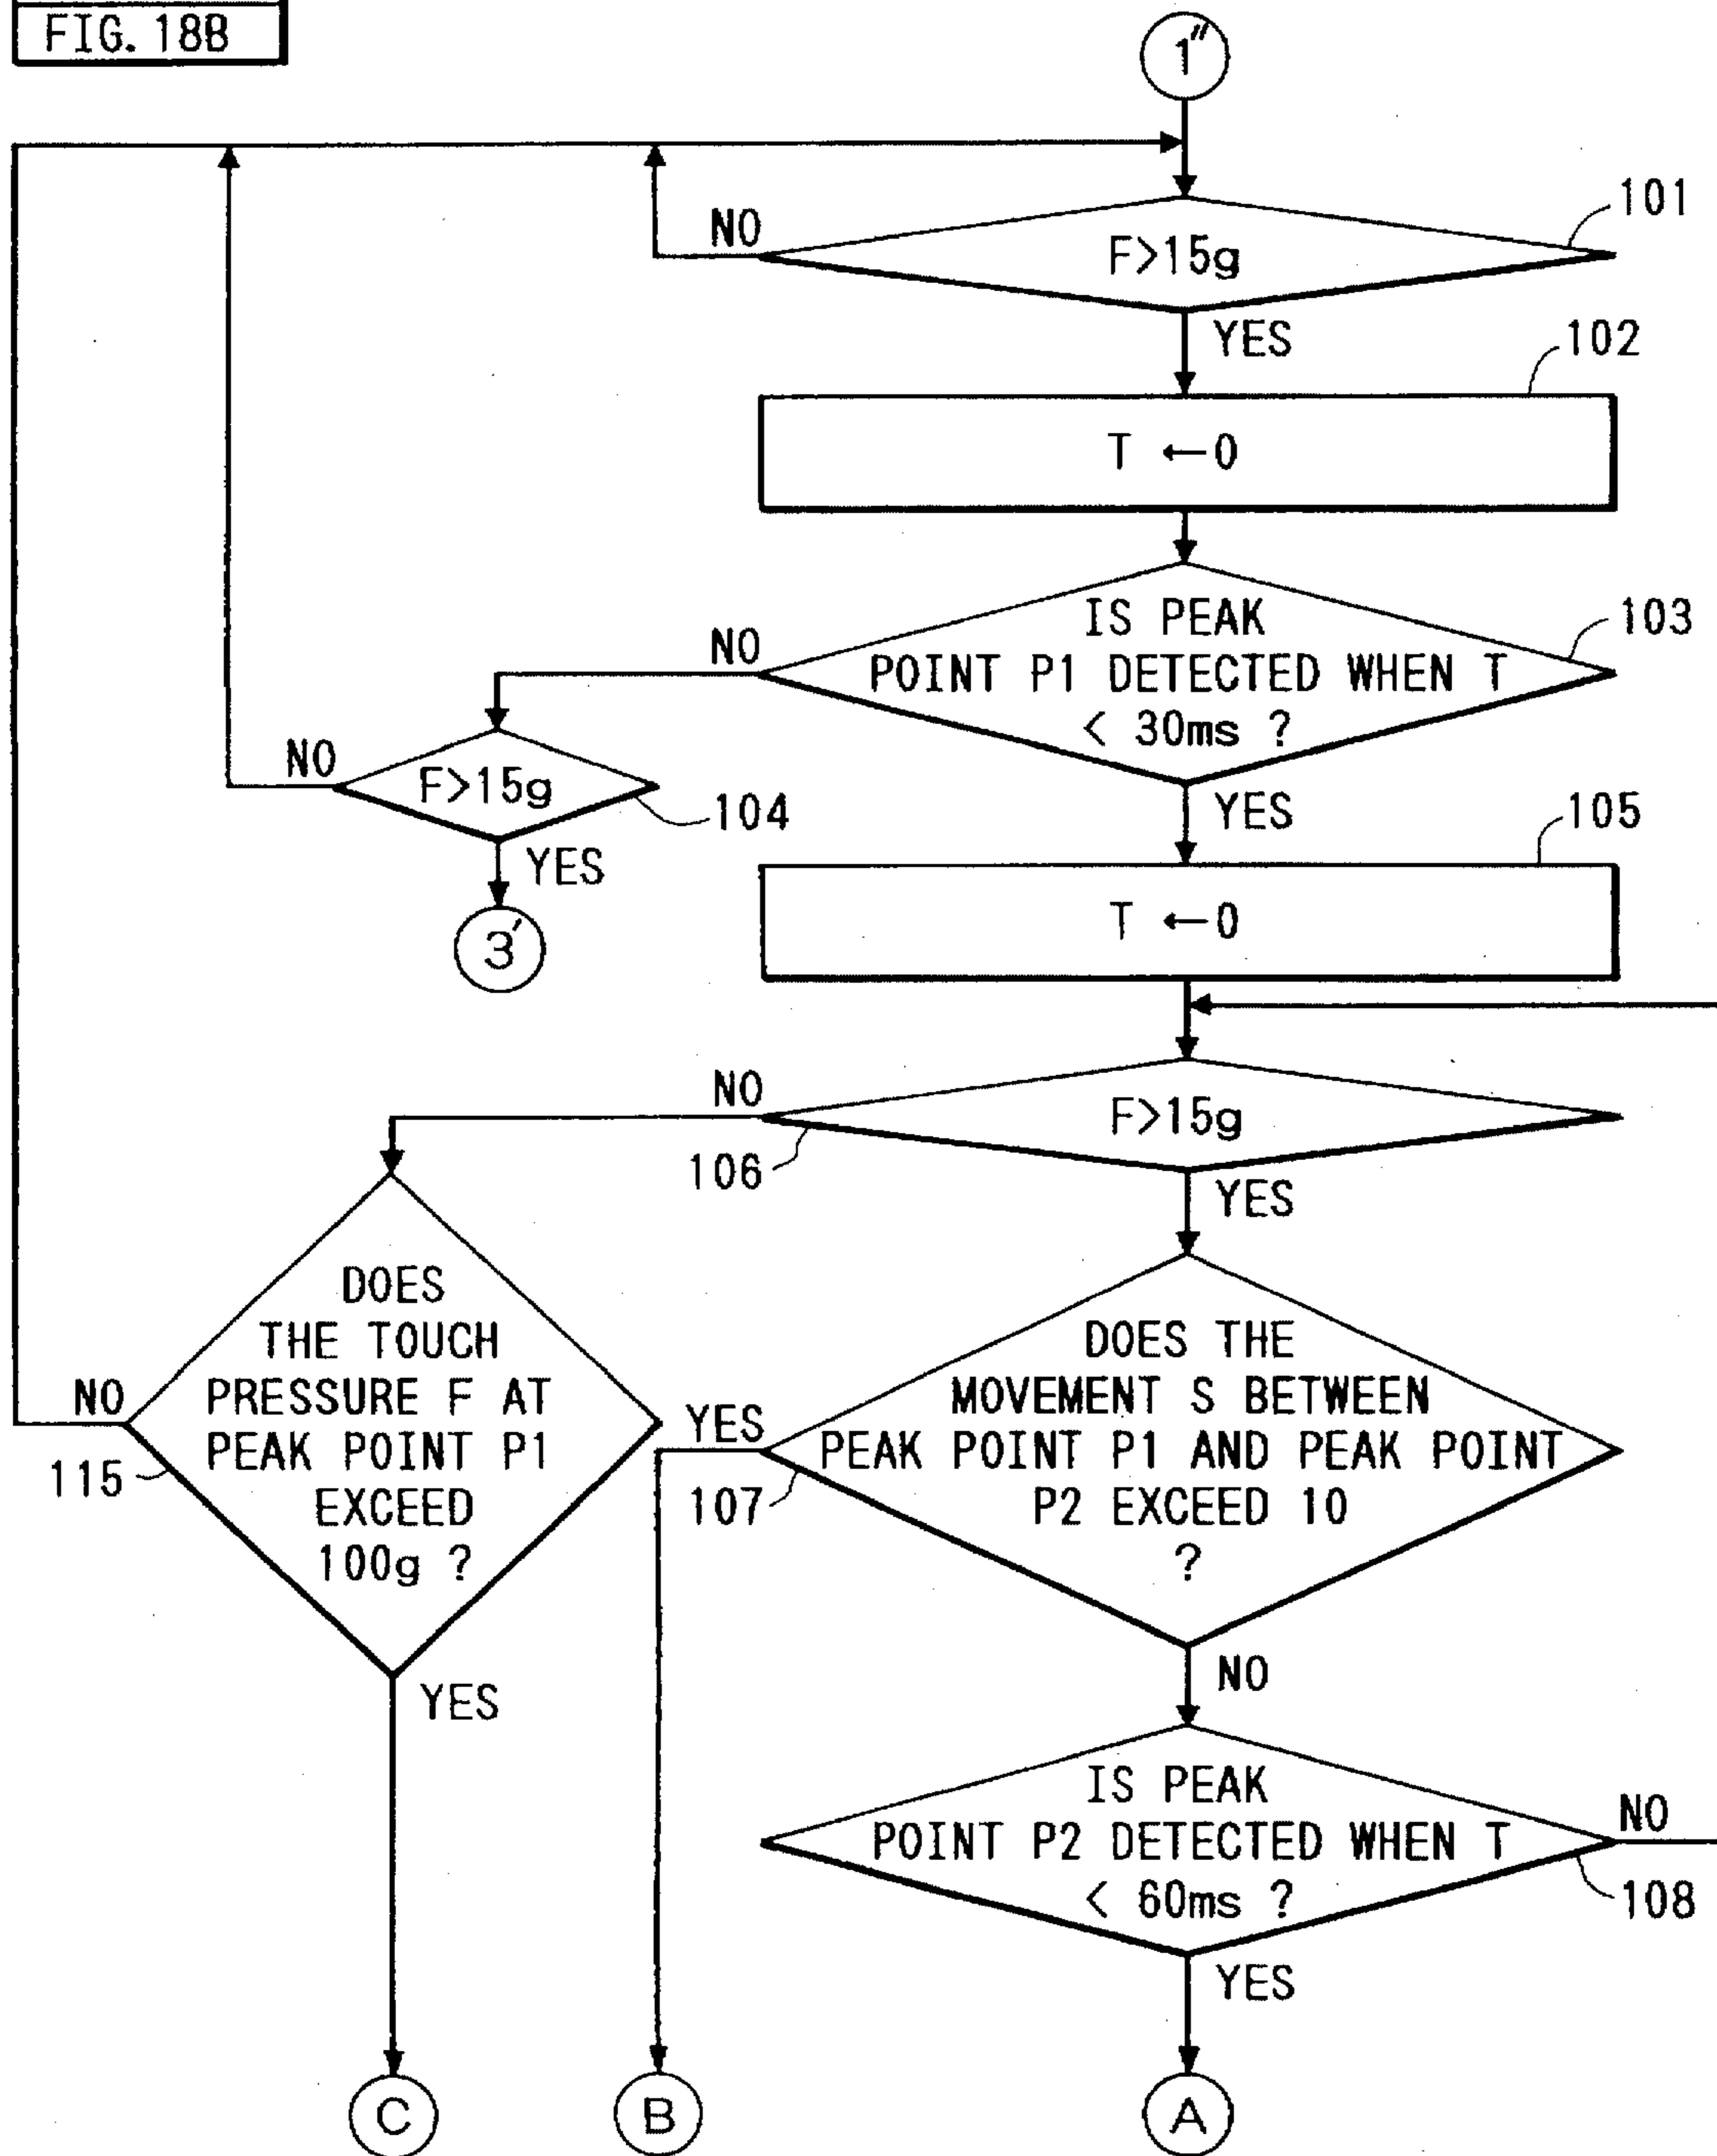 FIG. 18B
1"
NO
F>15g
101
YES
102
T ←0
IS PEAK
POINT P1 DETECTED WHEN T
< 30ms ?
103
NO
NO
F>15g
104
YES
YES
105
3'
T ←0
NO
F>15g
106
YES
DOES
THE TOUCH
PRESSURE F AT
PEAK POINT P1
EXCEED
100g ?
NO
115
YES
DOES THE
MOVEMENT S BETWEEN
PEAK POINT P1 AND PEAK POINT
P2 EXCEED 10
?
YES
107
NO
IS PEAK
POINT P2 DETECTED WHEN T
< 60ms ?
NO
108
YES
C
B
A